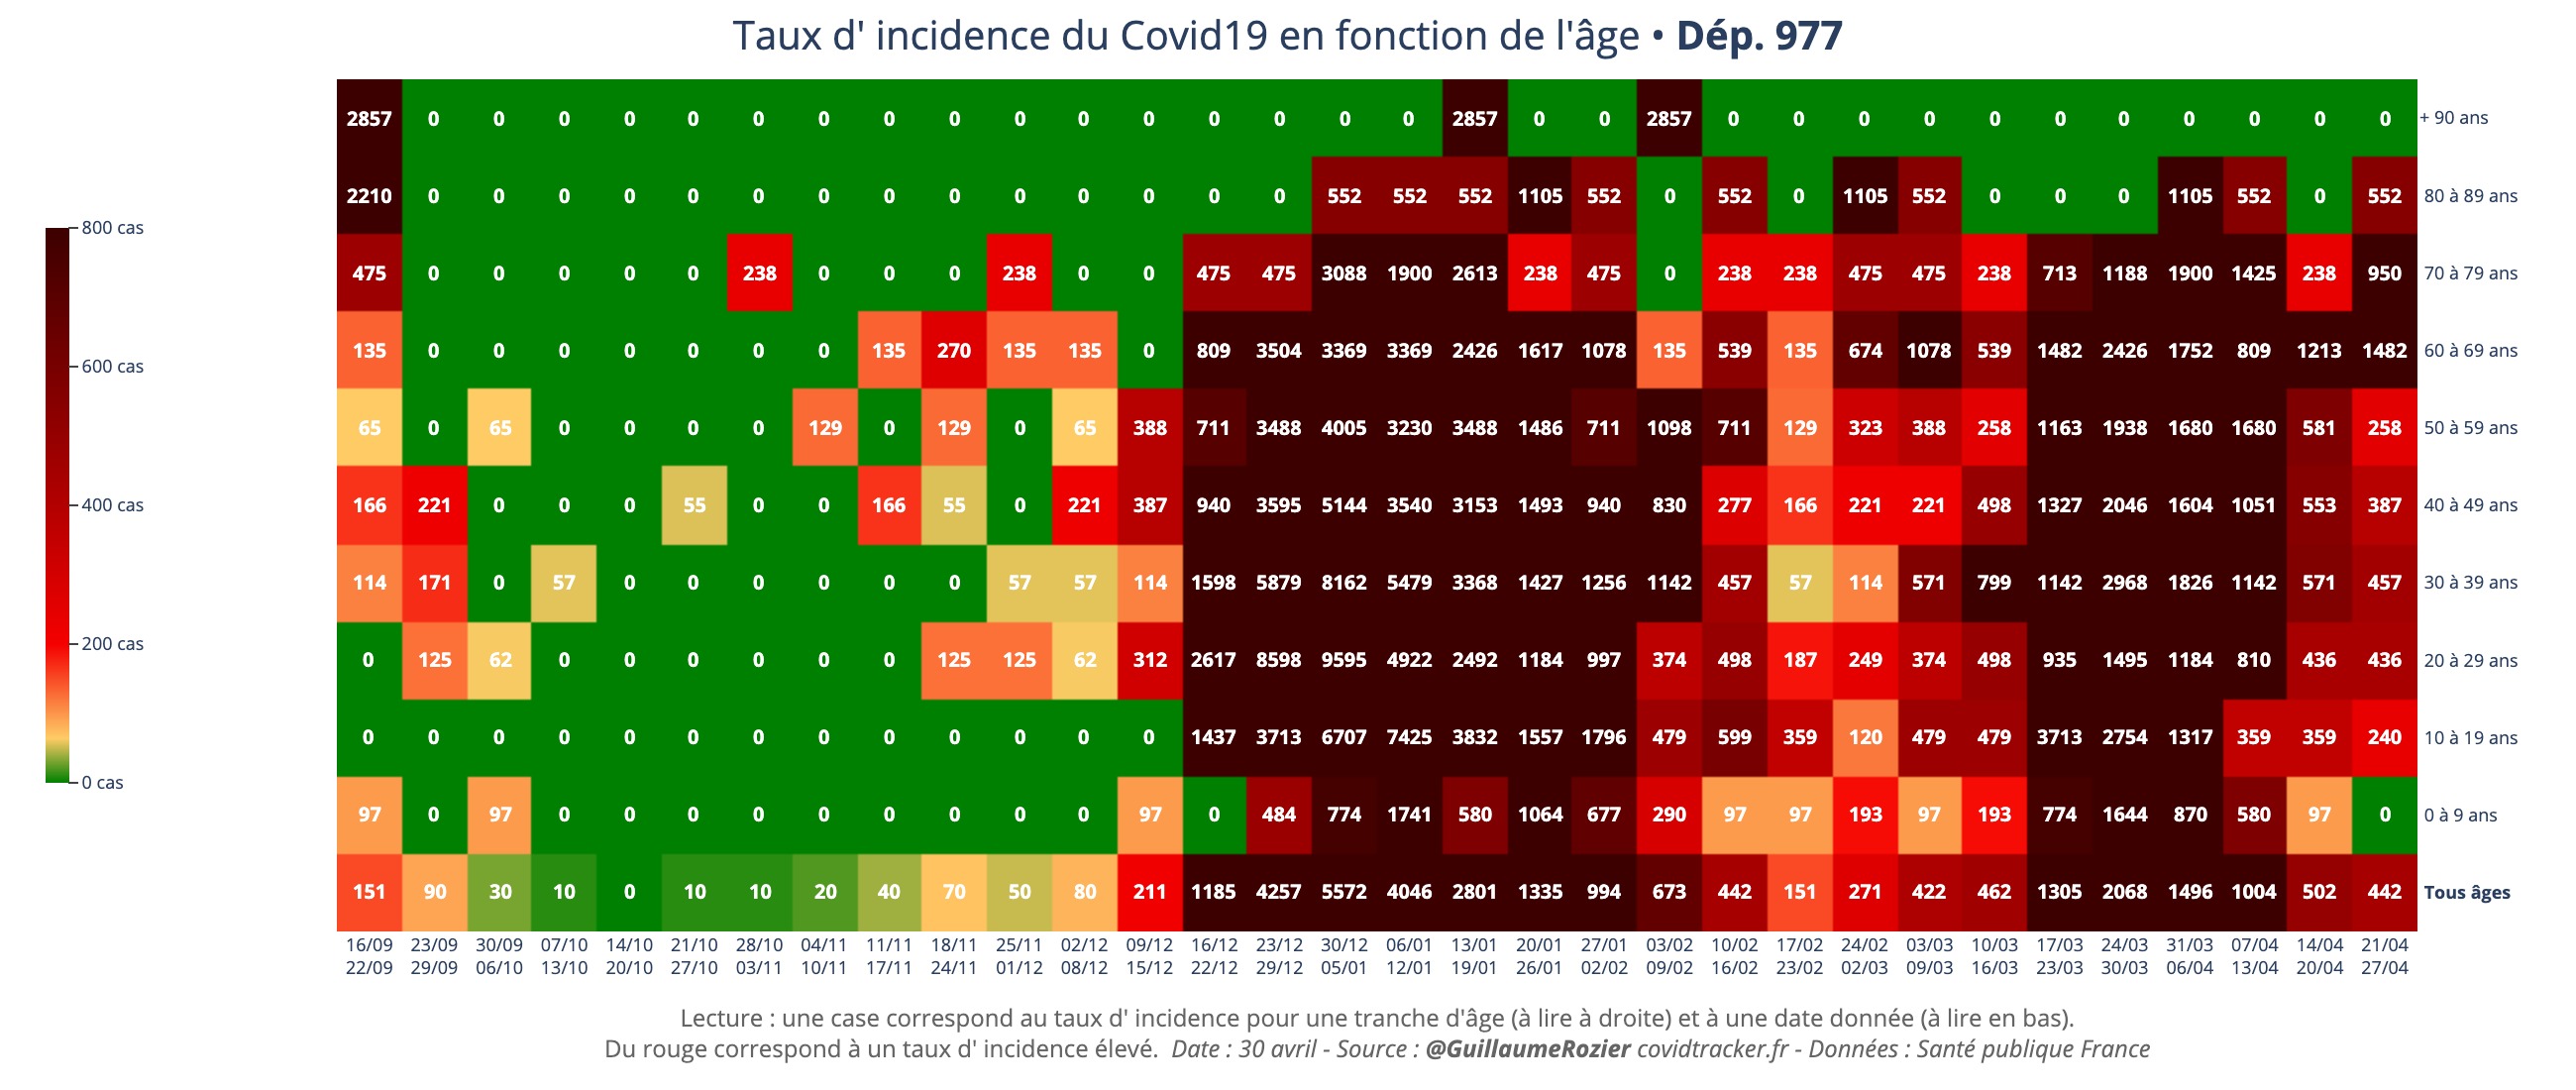 Taux d' incidence du Covid19 en fonction de l'âge • Dép. 977
2857 0 0 0 0 0 0 0 0 0 0 0 0 0 0 0 0 2857 0 0 2857 0 0 0 0 0 0 0 0 0 0 0 + 90 ans
2210 0 0 0 0 0 0 0 0 0 0 0 0 0 0 552 552 552 1105 552 0 552 0 1105 552 0 0 0 1105 552 0 552 80 à 89 ans
800 cas
475 0 0 0 0 0 238 0 0 0 238 0 0 475 475 3088 1900 2613 238 475 0 238 238 475 475 238 713 1188 1900 1425 238 950 70 à 79 ans
135 0 0 0 0 0 0 0 135 270 135 135 0 809 3504 3369 3369 2426 1617 1078 135 539 135 674 1078 539 1482 2426 1752 809 1213 1482 60 à 69 ans
600 cas
65 0 65 0 0 0 0 129 0 129 0 65 388 711 3488 4005 3230 3488 1486 711 1098 711 129 323 388 258 1163 1938 1680 1680 581 258 50 à 59 ans
400 cas
166 221 0 0 0 55 0 0 166 55 0 221 387 940 3595 5144 3540 3153 1493 940 830 277 166 221 221 498 1327 2046 1604 1051 553 387 40 à 49 ans
114 171 0 57 0 0 0 0 0 0 57 57 114 1598 5879 8162 5479 3368 1427 1256 1142 457 57 114 571 799 1142 2968 1826 1142 571 457 30 à 39 ans
200 cas
0 125 62 0 0 0 0 0 0 125 125 62 312 2617 8598 9595 4922 2492 1184 997 374 498 187 249 374 498 935 1495 1184 810 436 436 20 à 29 ans
0 0 0 0 0 0 0 0 0 0 0 0 0 1437 3713 6707 7425 3832 1557 1796 479 599 359 120 479 479 3713 2754 1317 359 359 240 10 à 19 ans
0 cas
97 0 97 0 0 0 0 0 0 0 0 0 97 0 484 774 1741 580 1064 677 290 97 97 193 97 193 774 1644 870 580 97 0 0 à 9 ans
151 90 30 10 0 10 10 20 40 70 50 80 211 1185 4257 5572 4046 2801 1335 994 673 442 151 271 422 462 1305 2068 1496 1004 502 442 Tous âges
16/09 23/09 30/09 07/10 14/10 21/10 28/10 04/11 11/11 18/11 25/11 02/12 09/12 16/12 23/12 30/12 06/01 13/01 20/01 27/01 03/02 10/02 17/02 24/02 03/03 10/03 17/03 24/03 31/03 07/04 14/04 21/04
22/09 29/09 06/10 13/10 20/10 27/10 03/11 10/11 17/11 24/11 01/12 08/12 15/12 22/12 29/12 05/01 12/01 19/01 26/01 02/02 09/02 16/02 23/02 02/03 09/03 16/03 23/03 30/03 06/04 13/04 20/04 27/04
Lecture : une case correspond au taux d' incidence pour une tranche d'âge (à lire à droite) et à une date donnée (à lire en bas).
Du rouge correspond à un taux d' incidence élevé. Date : 30 avril - Source : @GuillaumeRozier covidtracker.fr - Données : Santé publique France